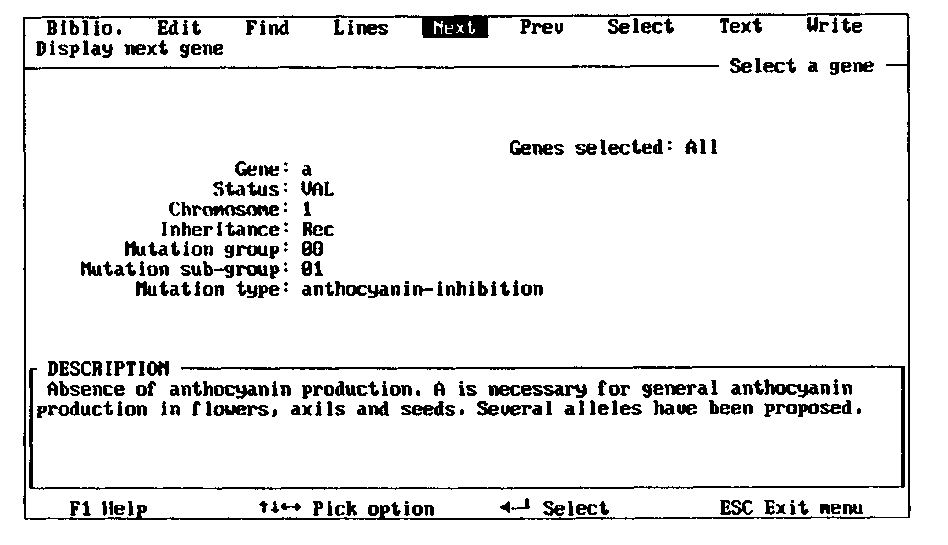 Biblio. Edit Find Lines Next Prev Select Text Write
Display next gene
Select a gene
Genes selected: All
Gene: a
Status: VAL
Chromosome: 1
Inheritance: Rec
Mutation group: 00
Mutation sub-group: 01
Mutation type: anthocyanin-inhibition
DESCRIPTION
Absence of anthocyanin production. A is necessary for general anthocyanin
production in flowers, axils and seeds. Several alleles have been proposed.
F1 Help ↑↓↔ Pick option ↵ Select ESC Exit menu